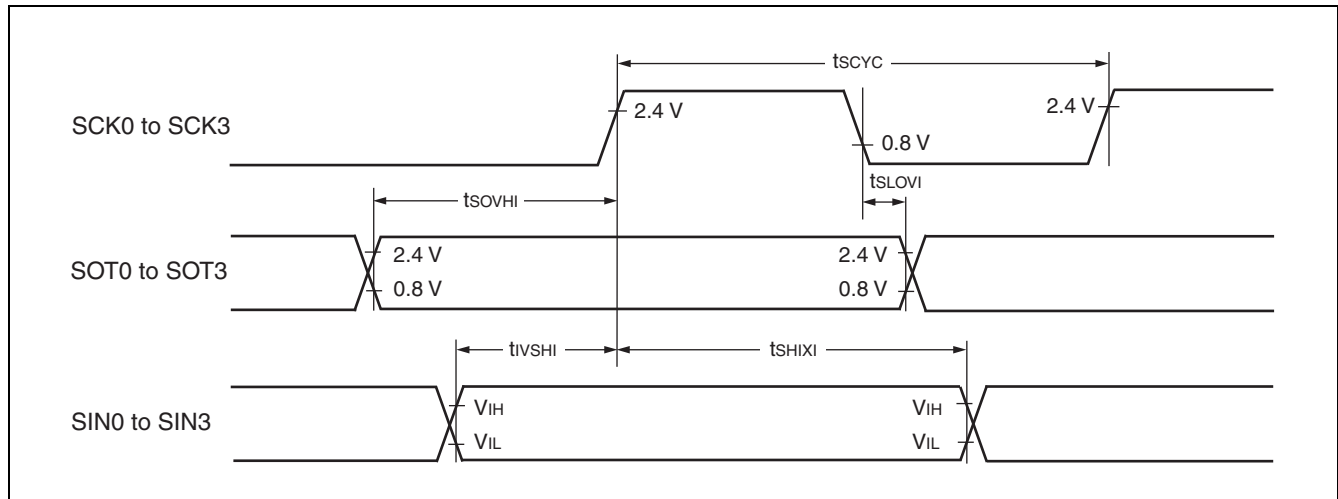 tSCYC
SCK0 to SCK3
2.4 V
0.8 V
2.4 V
tSOVHI
tSLOVI
SOT0 to SOT3
2.4 V
0.8 V
2.4 V
0.8 V
tIVSHI
tSHIXI
SIN0 to SIN3
VIH
VIL
VIH
VIL